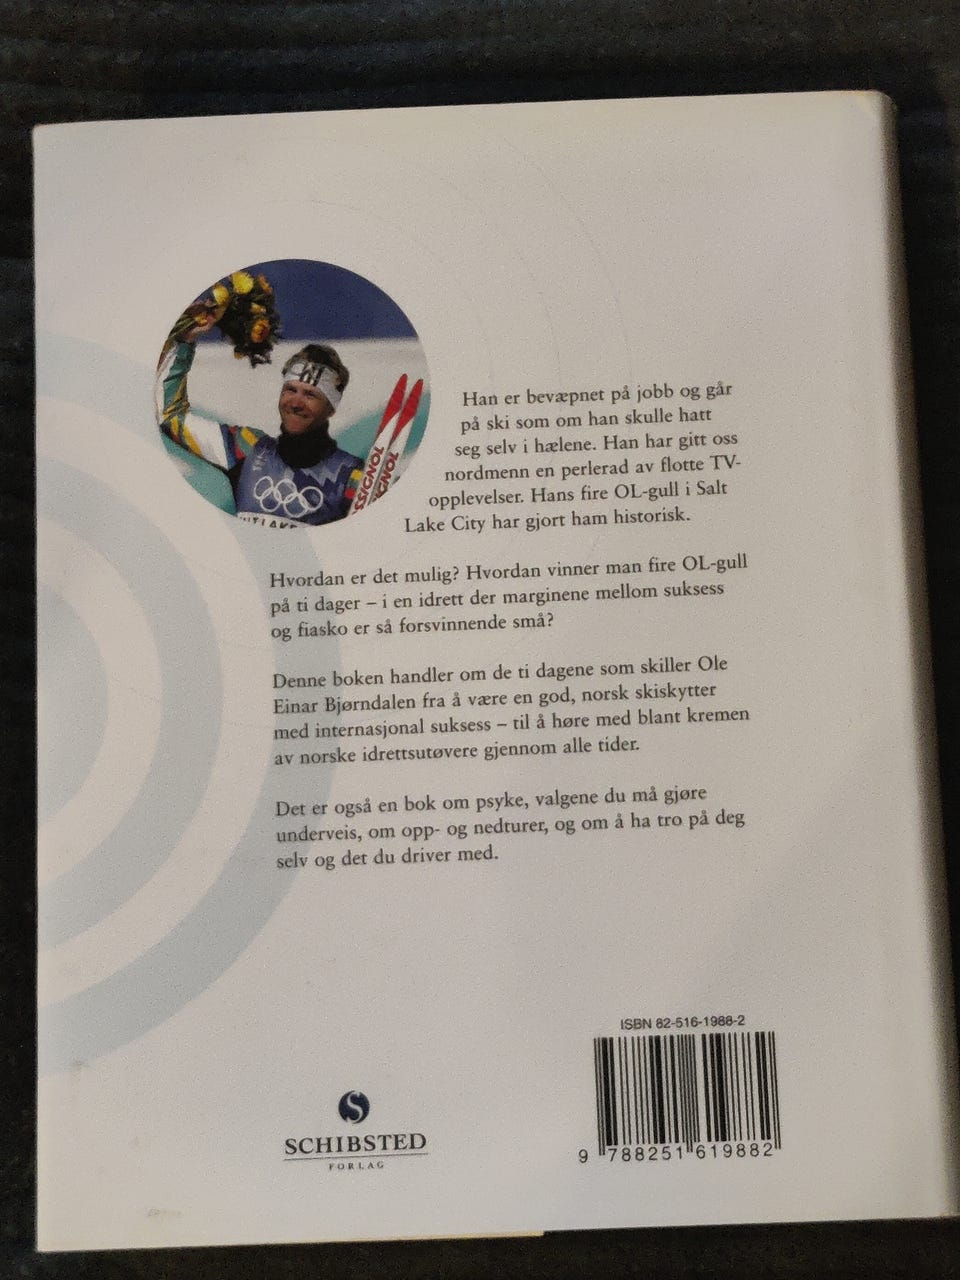 SSIGNOL
GNOL
Han er bevæpnet på jobb og går
på ski som om han skulle hatt
seg selv i hælene. Han har gitt oss
nordmenn en perlerad av flotte TV-
opplevelser. Hans fire OL-gull i Salt
Lake City har gjort ham historisk.
Hvordan er det mulig? Hvordan vinner man fire OL-gull
på ti dager – i en idrett der marginene mellom suksess
og fiasko er så forsvinnende små?
Denne boken handler om de ti dagene som skiller Ole
Einar Bjørndalen fra å være en god, norsk skiskytter
med internasjonal suksess – til å høre med blant kremen
av norske idrettsutøvere gjennom alle tider.
Det er også en bok om psyke, valgene du må gjøre
underveis, om opp- og nedturer, og om å ha tro på deg
selv og det du driver med.
ISBN 82-516-1988-2
9 788251 619882
S
SCHIBSTED
FORLAG